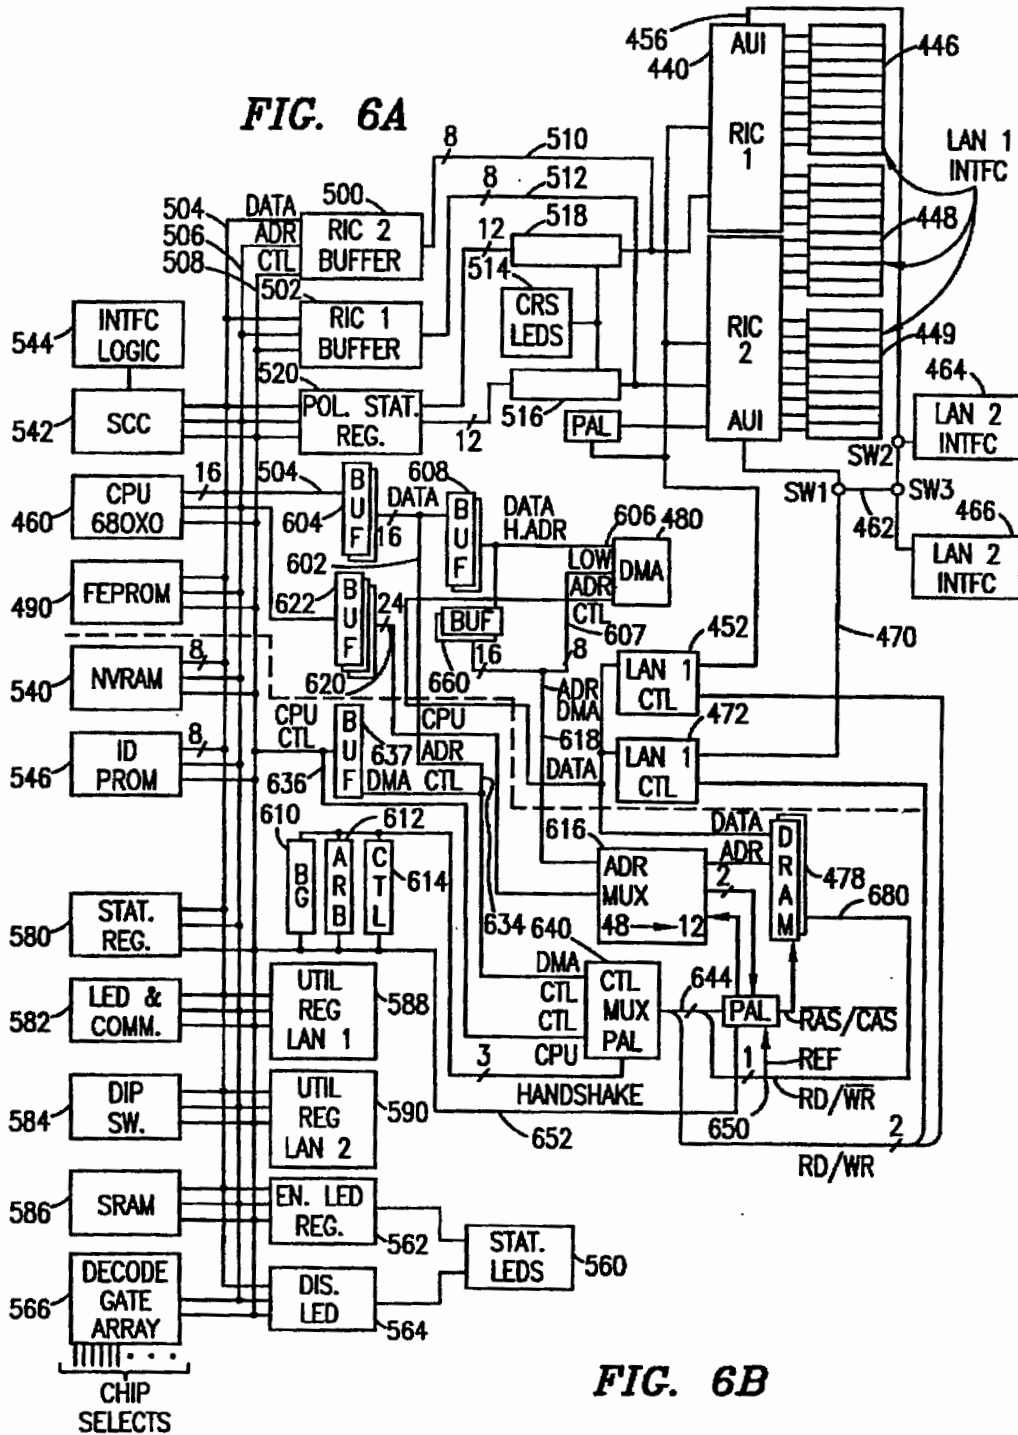 FIG. 6A
456
440
AUI
RIC
1
446
LAN 1
INTFC
448
RIC
2
AUI
449
464
LAN 2
INTFC
SW2
SW1
SW3
462
466
LAN 2
INTFC
470
8
510
8
512
12
518
514
CRS
LEDS
516
12
PAL
504
506
508
DATA
ADR
CTL
500
RIC 2
BUFFER
502
RIC 1
BUFFER
520
POL. STAT.
REG.
544
INTFC
LOGIC
542
SCC
460
CPU
680X0
16
504
604
BUF
DATA
16
602
608
BUF
DATA
H.ADR
606
480
LOW
ADR
CTL
DMA
607
8
490
FEPROM
622
BUF
24
620
BUF
660
16
ADR
DMA
618
452
LAN 1
CTL
472
LAN 1
CTL
540
NVRAM
8
546
ID
PROM
8
CPU
CTL
636
BUF
637
CPU
ADR
DMA CTL
634
DATA
610
BG
612
ARB
CTL
614
616
ADR
MUX
48 → 12
2
DATA
ADR
DRAM
478
680
580
STAT.
REG.
640
DMA
CTL
CTL
CPU
CTL
MUX
PAL
644
PAL
RAS/CAS
REF
1
RD/WR
650
3
HANDSHAKE
652
2
RD/WR
582
LED &
COMM.
UTIL
REG
LAN 1
588
584
DIP
SW.
UTIL
REG
LAN 2
590
586
SRAM
EN. LED
REG.
562
STAT.
LEDS
560
566
DECODE
GATE
ARRAY
DIS.
LED
564
CHIP
SELECTS
FIG. 6B